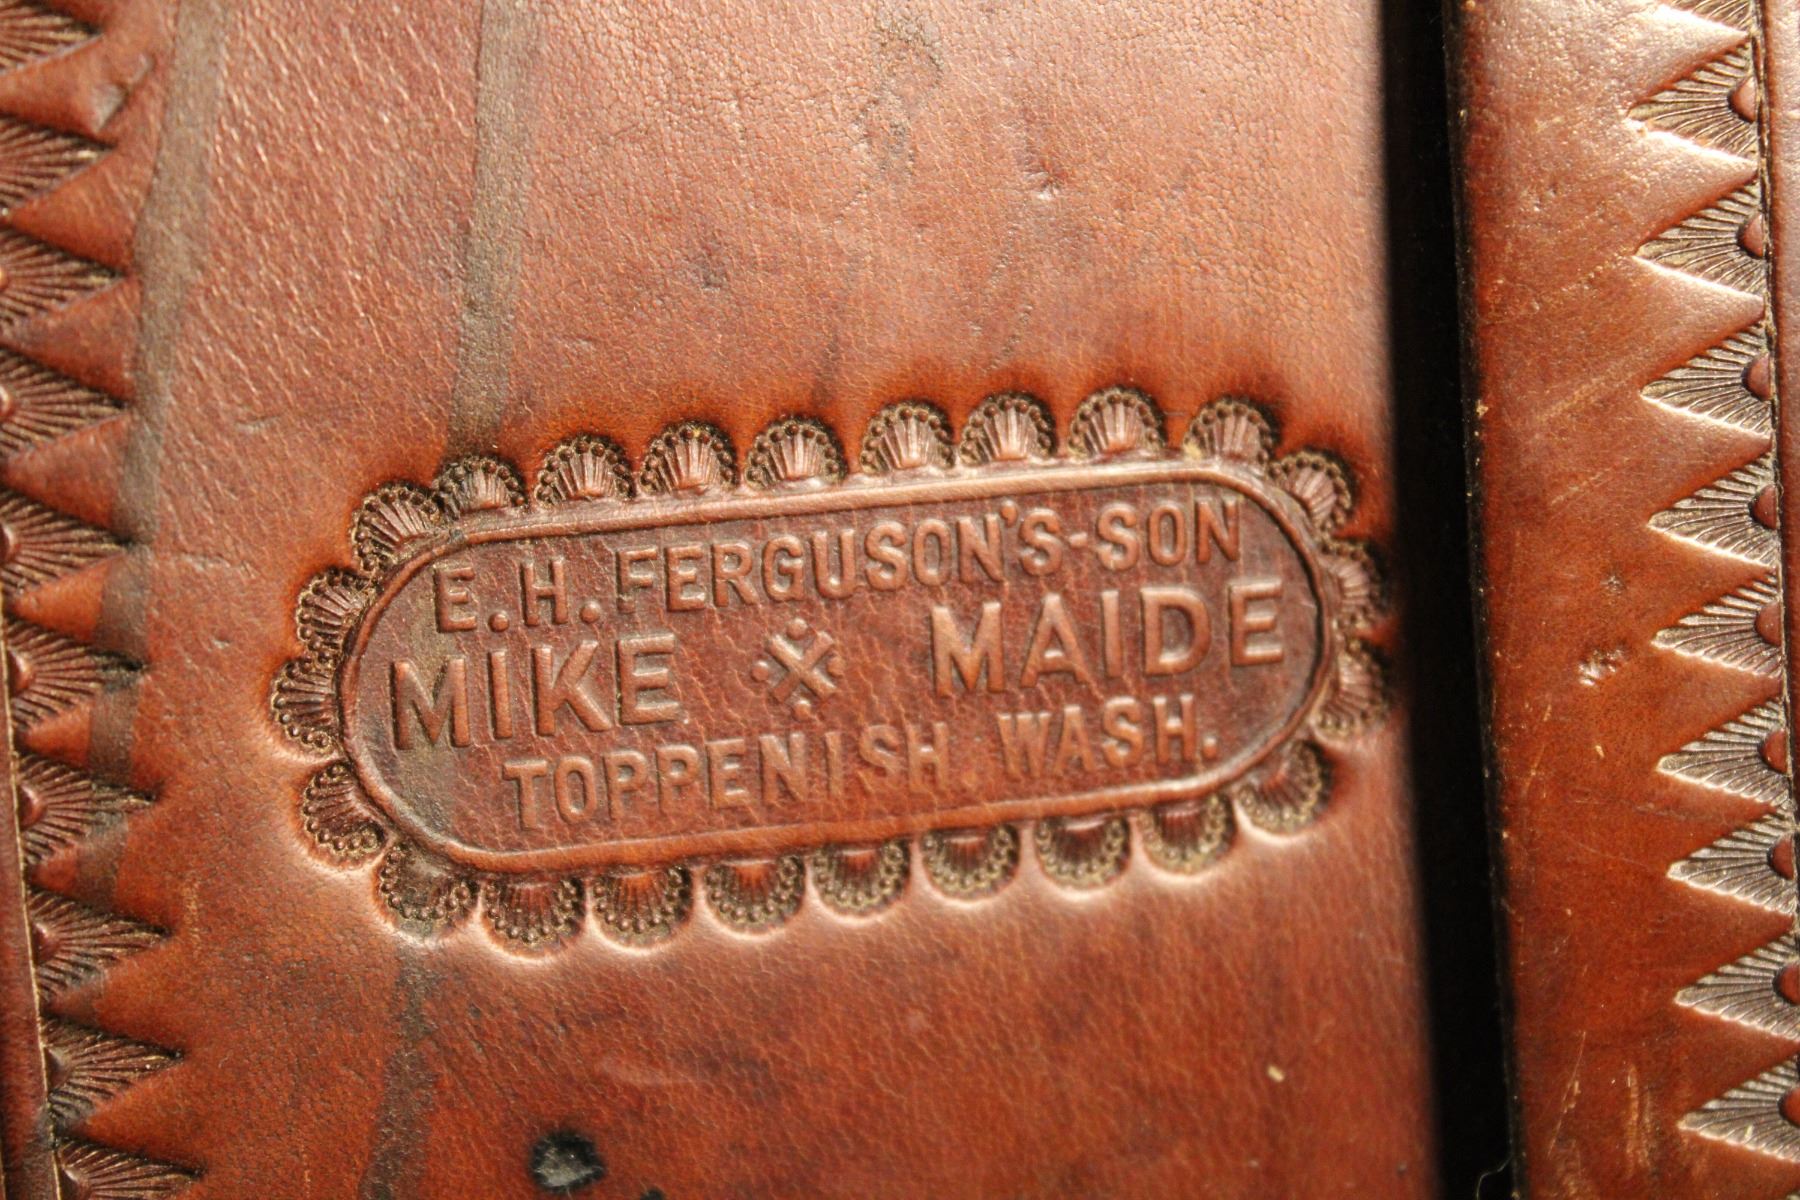 E.H. FERGUSON'S-SON
MIKE MAIDE
TOPPENISH. WASH.